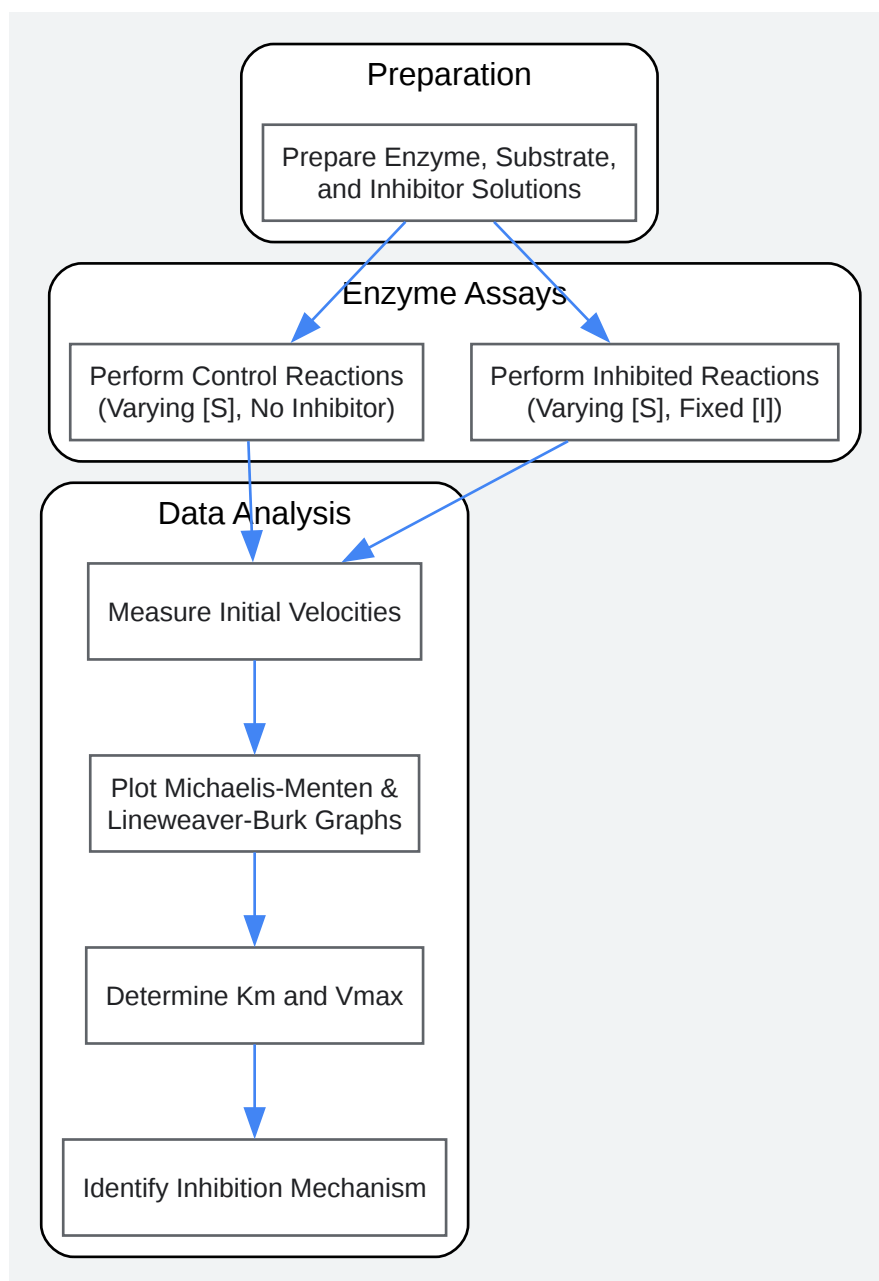 Preparation
Prepare Enzyme, Substrate,
and Inhibitor Solutions
Enzyme Assays
Perform Control Reactions
(Varying [S], No Inhibitor)
Perform Inhibited Reactions
(Varying [S], Fixed [I])
Data Analysis
Measure Initial Velocities
Plot Michaelis-Menten &
Lineweaver-Burk Graphs
Determine Km and Vmax
Identify Inhibition Mechanism